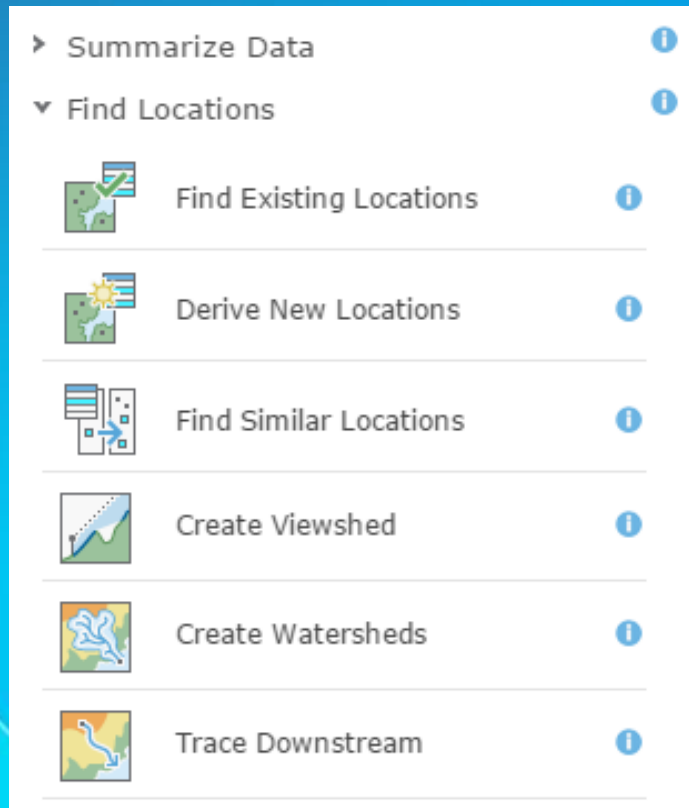 Summarize Data
Find Locations
Find Existing Locations
Derive New Locations
Find Similar Locations
Create Viewshed
Create Watersheds
Trace Downstream